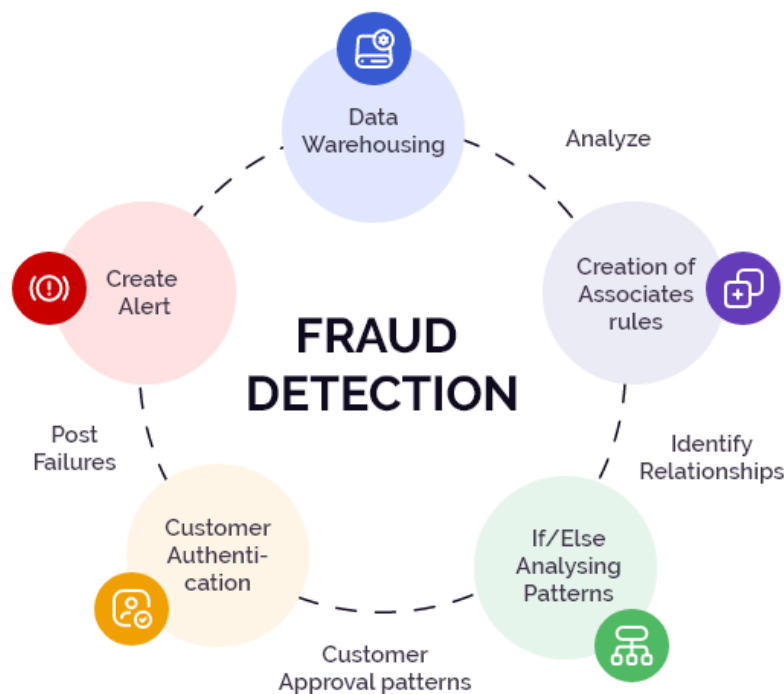 Data
Warehousing
Analyze
Creation of
Associates
rules
Create
Alert
FRAUD
DETECTION
Post
Failures
Identify
Relationships
Customer
Authenti-
cation
If/Else
Analysing
Patterns
Customer
Approval patterns